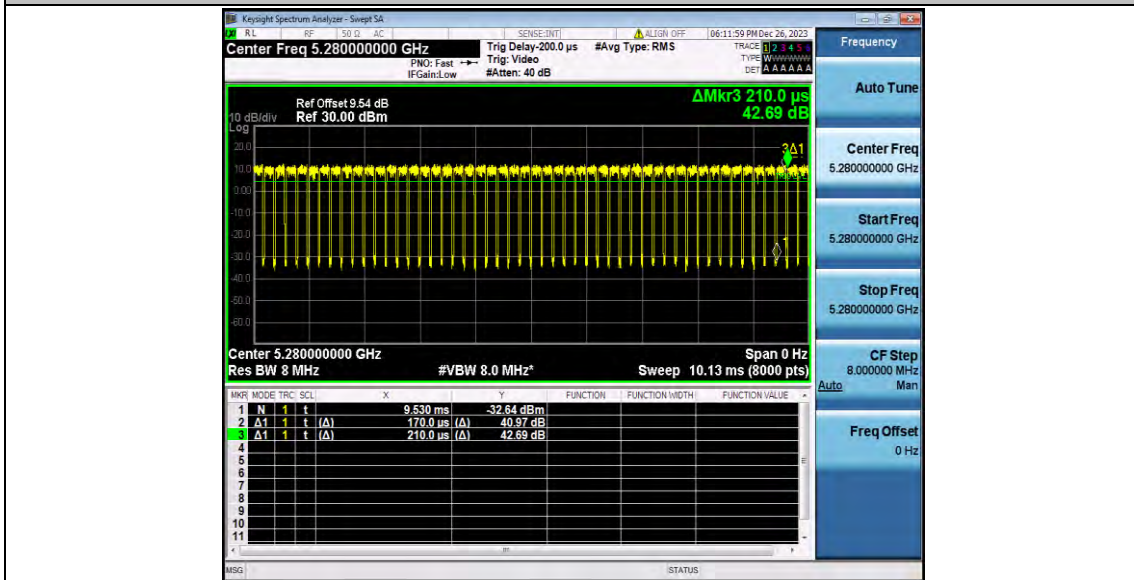 Keysight Spectrum Analyzer - Swept SA
RL RF 50 Ω AC SENSE:INT ALIGN OFF 06:11:59 PM Dec 26, 2023
Center Freq 5.280000000 GHz
PNO: Fast
IFGain:Low
Trig Delay-200.0 µs
Trig: Video
#Atten: 40 dB
#Avg Type: RMS
TRACE 1 2 3 4 5 6
TYPE W
DET A A A A A A
Frequency
Auto Tune
Center Freq
5.280000000 GHz
Start Freq
5.280000000 GHz
Stop Freq
5.280000000 GHz
CF Step
8.000000 MHz
Auto Man
Freq Offset
0 Hz
ΔMkr3 210.0 µs
42.69 dB
Ref Offset 9.54 dB
10 dB/div Ref 30.00 dBm
Log
20.0
10.0
0.00
-10.0
-20.0
-30.0
-40.0
-50.0
-60.0
3Δ1
1
Center 5.280000000 GHz Span 0 Hz
Res BW 8 MHz #VBW 8.0 MHz* Sweep 10.13 ms (8000 pts)
MKR MODE TRC SCL X Y FUNCTION FUNCTION WIDTH FUNCTION VALUE
1 N 1 t 9.530 ms -32.64 dBm
2 Δ1 1 t (Δ) 170.0 µs (Δ) 40.97 dB
3 Δ1 1 t (Δ) 210.0 µs (Δ) 42.69 dB
4
5
6
7
8
9
10
11
MSG STATUS